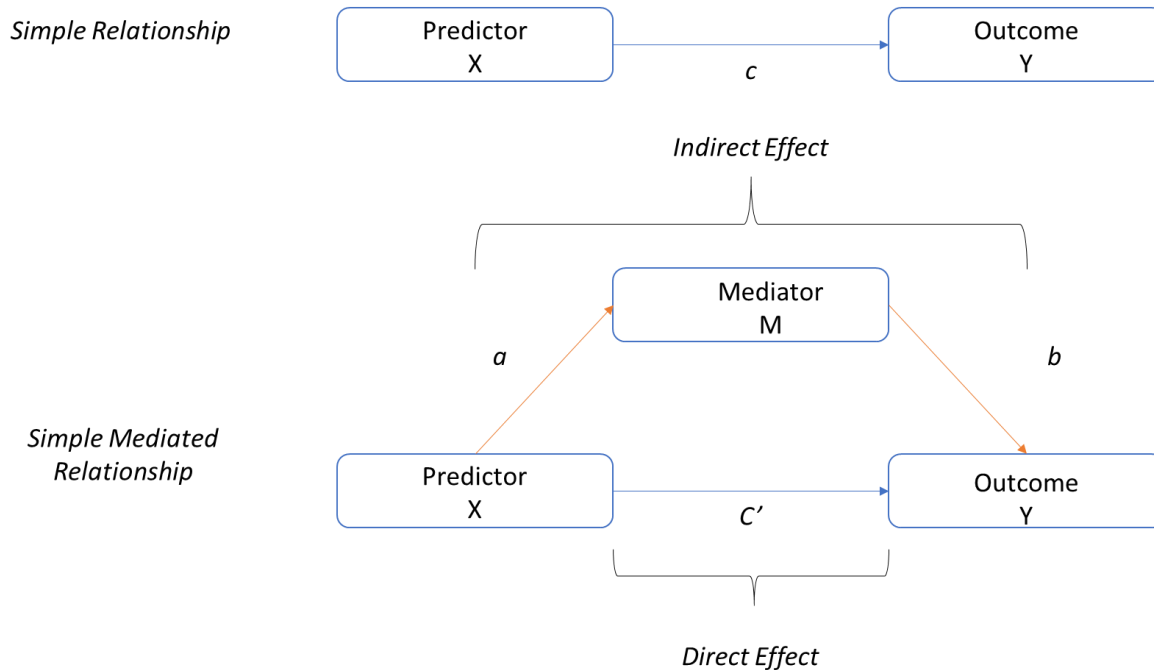 Simple Relationship
Predictor
X
c
Outcome
Y
Indirect Effect
Mediator
M
a
b
Simple Mediated
Relationship
Predictor
X
C’
Outcome
Y
Direct Effect